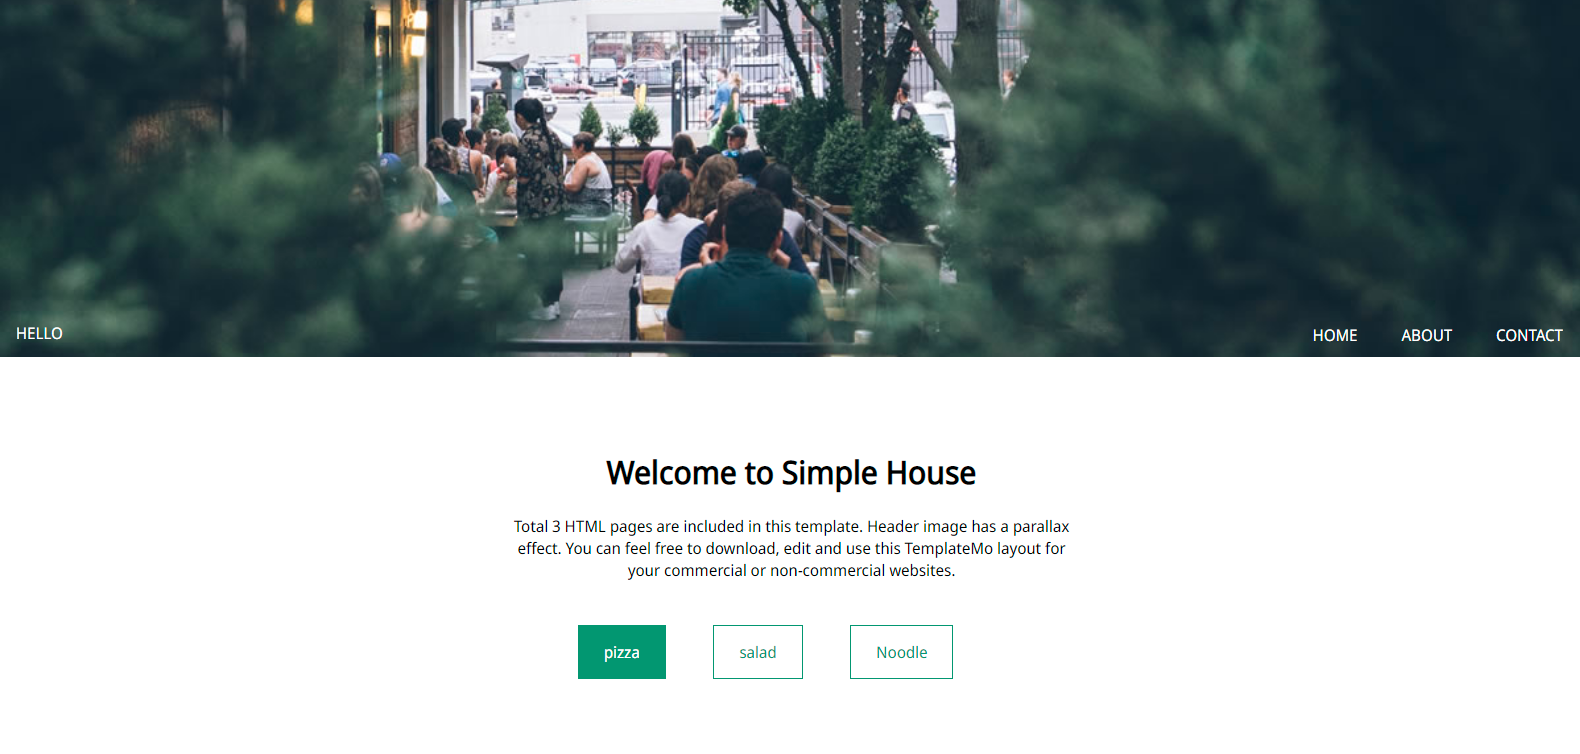 HELLO
HOME ABOUT CONTACT
Welcome to Simple House
Total 3 HTML pages are included in this template. Header image has a parallax
effect. You can feel free to download, edit and use this TemplateMo layout for
your commercial or non-commercial websites.
pizza salad Noodle